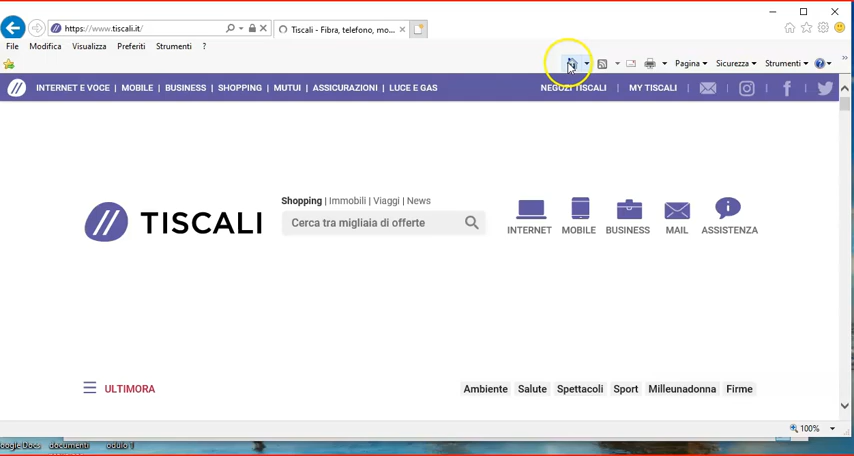 https://www.tiscali.it/
Tiscali - Fibra, telefono, mo...
File Modifica Visualizza Preferiti Strumenti ?
Pagina Sicurezza Strumenti
INTERNET E VOCE | MOBILE | BUSINESS | SHOPPING | MUTUI | ASSICURAZIONI | LUCE E GAS
NEGOZI TISCALI | MY TISCALI
Shopping | Immobili | Viaggi | News
TISCALI
Cerca tra migliaia di offerte
INTERNET MOBILE BUSINESS MAIL ASSISTENZA
ULTIMORA
Ambiente Salute Spettacoli Sport Milleunadonna Firme
100%
documenti